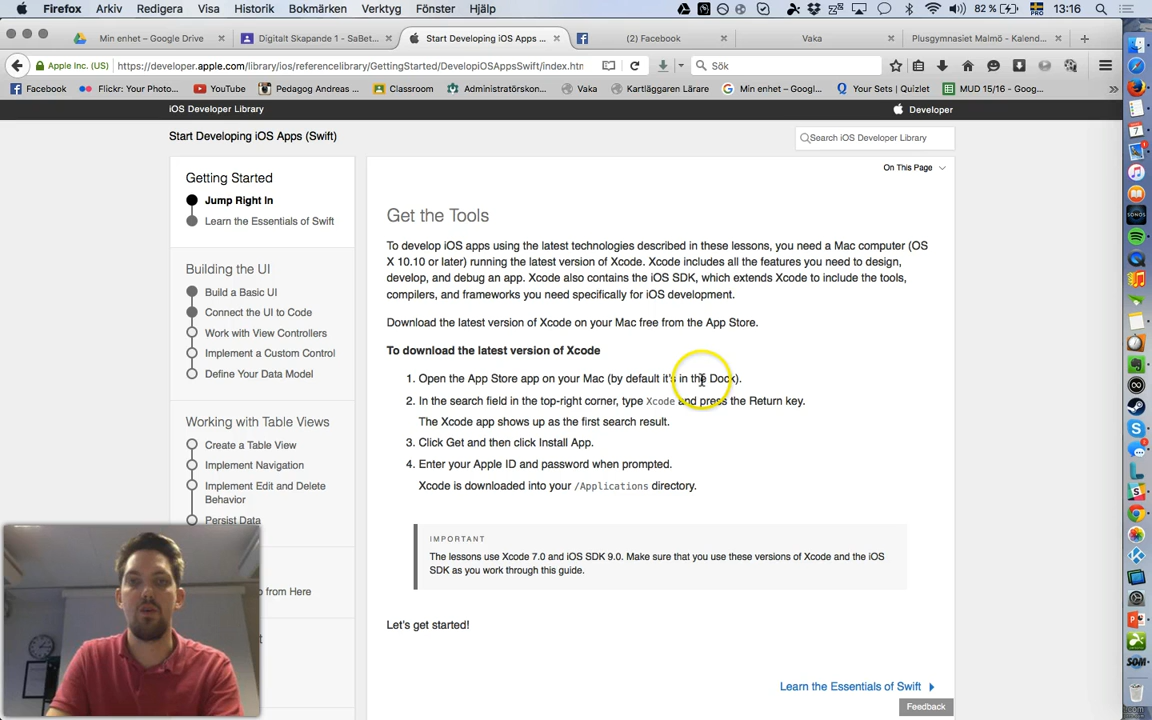 Firefox Arkiv Redigera Visa Historik Bokmärken Verktyg Fönster Hjälp 82 % 13:16
Min enhet – Google Drive Digitalt Skapande 1 - SaBet... Start Developing iOS Apps ... (2) Facebook Vaka Plusgymnasiet Malmö - Kalend...
Apple Inc. (US) https://developer.apple.com/library/ios/referencelibrary/GettingStarted/DevelopiOSAppsSwift/index.htm Sök
Facebook Flickr: Your Photo... YouTube Pedagog Andreas ... Classroom Administratörskon... Vaka Kartläggaren Lärare Min enhet – Googl... Your Sets | Quizlet MUD 15/16 - Goog...
iOS Developer Library Developer
Start Developing iOS Apps (Swift) Search iOS Developer Library
On This Page
Getting Started
Jump Right In
Learn the Essentials of Swift
Building the UI
Build a Basic UI
Connect the UI to Code
Work with View Controllers
Implement a Custom Control
Define Your Data Model
Working with Table Views
Create a Table View
Implement Navigation
Implement Edit and Delete
Behavior
Persist Data
from Here
Get the Tools
To develop iOS apps using the latest technologies described in these lessons, you need a Mac computer (OS
X 10.10 or later) running the latest version of Xcode. Xcode includes all the features you need to design,
develop, and debug an app. Xcode also contains the iOS SDK, which extends Xcode to include the tools,
compilers, and frameworks you need specifically for iOS development.
Download the latest version of Xcode on your Mac free from the App Store.
To download the latest version of Xcode
1. Open the App Store app on your Mac (by default it's in the Dock).
2. In the search field in the top-right corner, type Xcode and press the Return key.
The Xcode app shows up as the first search result.
3. Click Get and then click Install App.
4. Enter your Apple ID and password when prompted.
Xcode is downloaded into your /Applications directory.
IMPORTANT
The lessons use Xcode 7.0 and iOS SDK 9.0. Make sure that you use these versions of Xcode and the iOS
SDK as you work through this guide.
Let's get started!
Learn the Essentials of Swift
Feedback